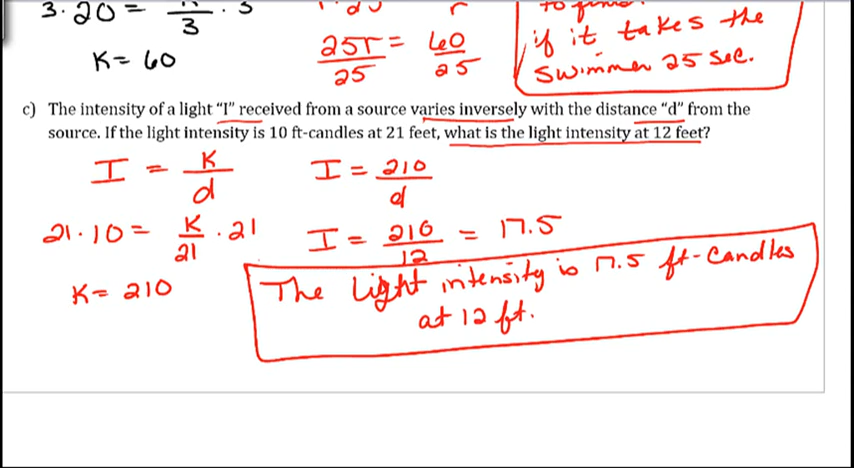 3 · 20 = K/3 · 3
K = 60
25r/25 = 60/25
if it takes the
swimmer 25 sec.
c) The intensity of a light “I” received from a source varies inversely with the distance “d” from the
source. If the light intensity is 10 ft-candles at 21 feet, what is the light intensity at 12 feet?
I = K/d
I = 210/d
21 · 10 = K/21 · 21
I = 210/12 = 17.5
K = 210
The Light intensity is 17.5 ft-candles
at 12 ft.